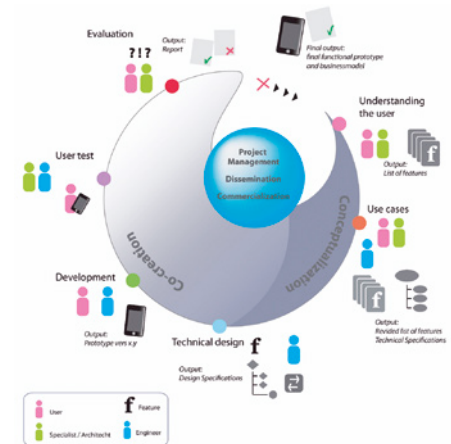 Evaluation
?!?
Output:
Report
Final output:
final functional prototype
and businessmodel
Understanding
the user
Output:
List of features
f
Project
Management
Dissemination
Commercialization
User test
Use cases
f
Output:
Revided list of features
Technical Specifications
Co-creation
Conceptualization
Development
Output:
Prototype vers x.y
Technical design
f
Output:
Design Specifications
User
f
Feature
Specialist / Architecht
Engineer